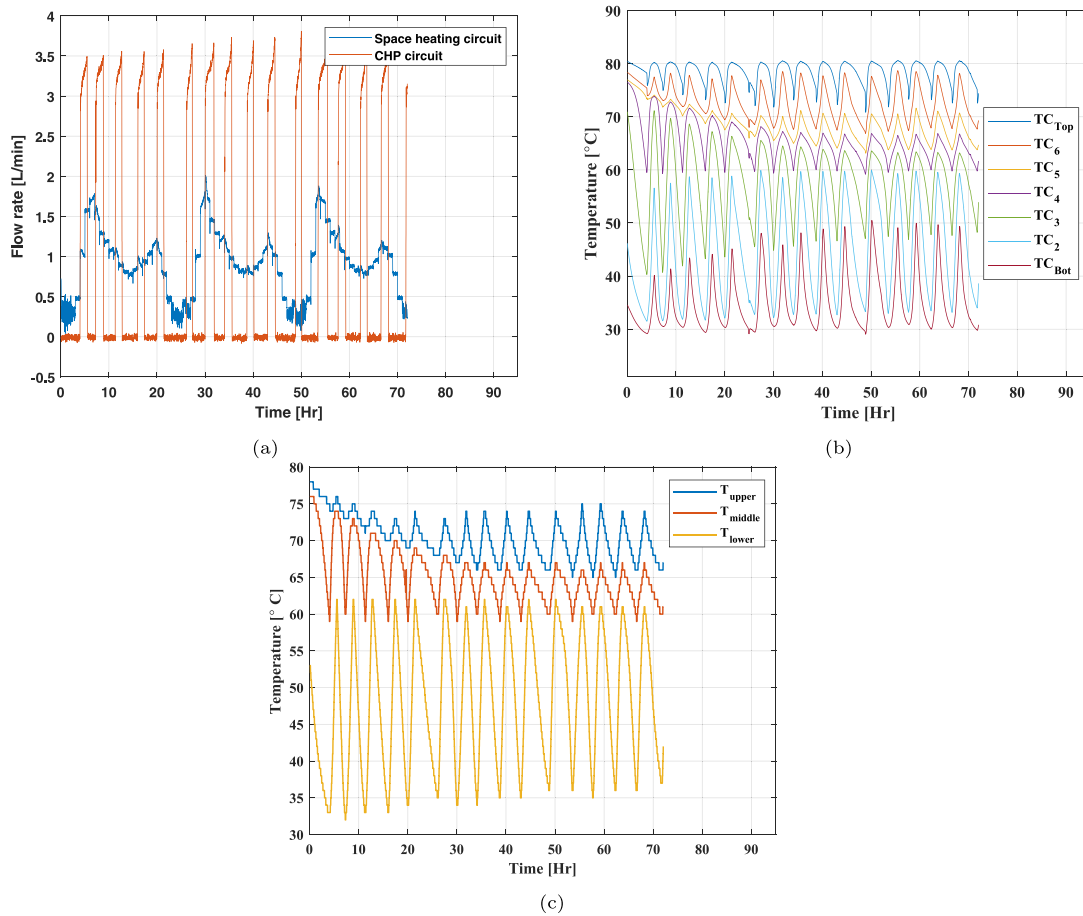 4
3.5
3
2.5
2
1.5
1
0.5
0
-0.5
Flow rate [L/min]
Space heating circuit
CHP circuit
0 10 20 30 40 50 60 70 80 90
Time [Hr]
(a)
90
80
70
60
50
40
30
Temperature [°C]
TC_Top
TC_6
TC_5
TC_4
TC_3
TC_2
TC_Bot
0 10 20 30 40 50 60 70 80 90
Time [Hr]
(b)
80
75
70
65
60
55
50
45
40
35
30
Temperature [° C]
T_upper
T_middle
T_lower
0 10 20 30 40 50 60 70 80 90
Time [Hr]
(c)